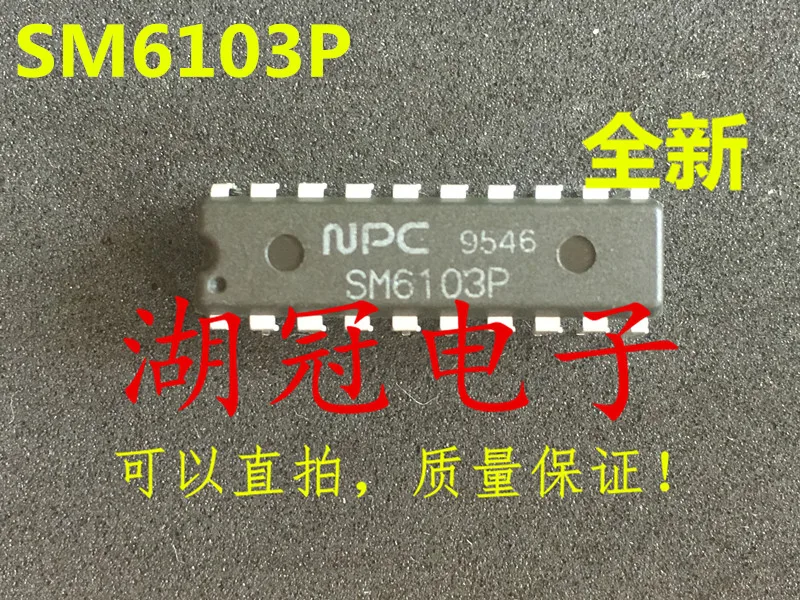 SM6103P
全新
NPC 9546
SM6103P
湖冠电子
可以直拍，质量保证！